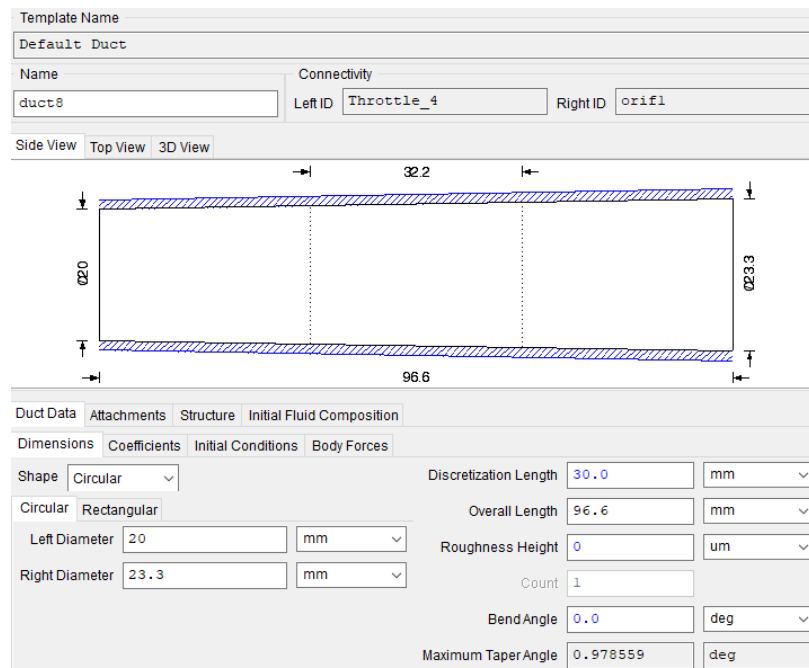 Template Name
Default Duct
Name
Connectivity
duct8
Left ID Throttle_4 Right ID orif1
Side View Top View 3D View
32.2
∅20
∅23.3
96.6
Duct Data Attachments Structure Initial Fluid Composition
Dimensions Coefficients Initial Conditions Body Forces
Shape Circular
Discretization Length 30.0 mm
Circular Rectangular
Overall Length 96.6 mm
Left Diameter 20 mm
Roughness Height 0 um
Right Diameter 23.3 mm
Count 1
Bend Angle 0.0 deg
Maximum Taper Angle 0.978559 deg